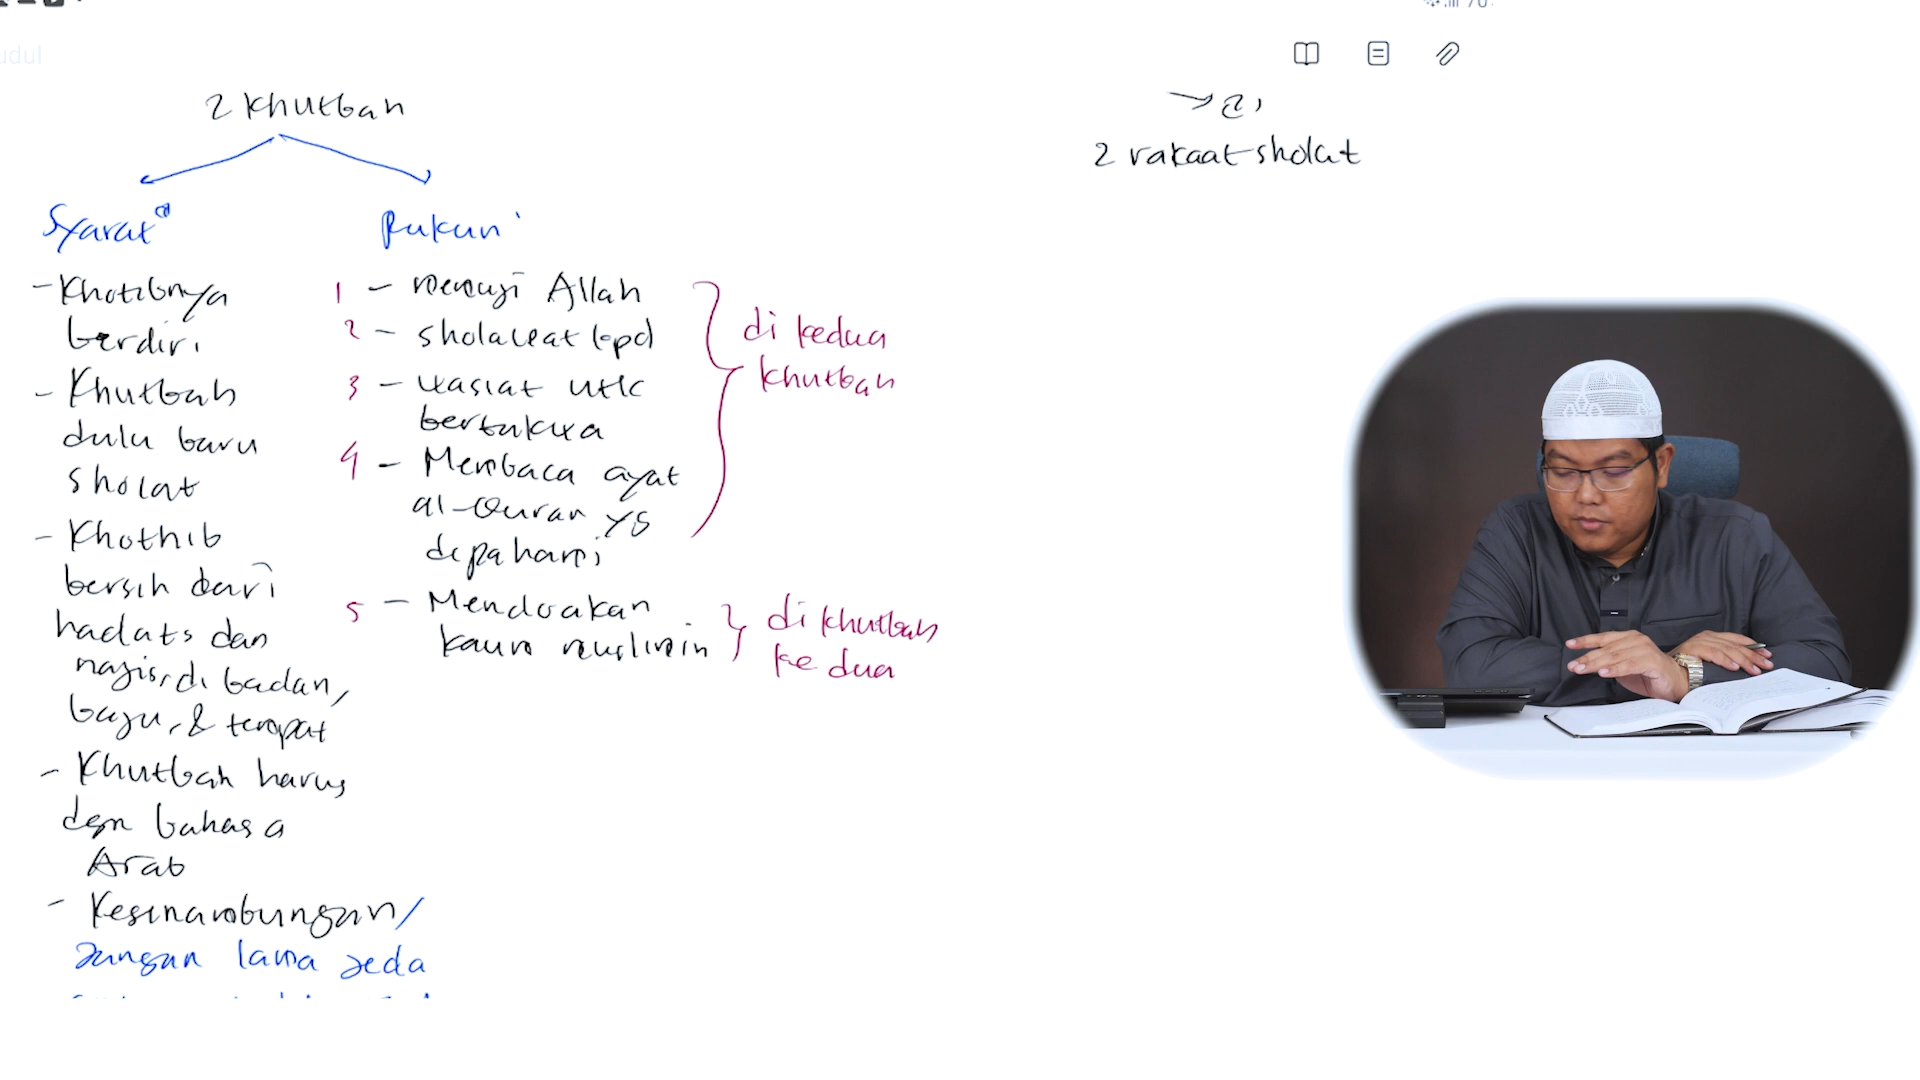 udul
2 Khutbah
Syarat
Rukun
- Khotibnya
berdiri
- Khutbah
dulu baru
sholat
- Khothib
bersih dari
hadats dan
najis, di badan,
baju, & tempat
- Khutbah harus
dgn bahasa
Arab
- Kesinambungan/
Jangan lama jeda
1 - memuji Allah
2 - sholawat kpd
3 - wasiat utk
bertakwa
4 - Membaca ayat
al-Quran yg
dipahami
5 - Mendoakan
kaum muslimin
di kedua
khutbah
di khutbah
kedua
2 rakaat sholat